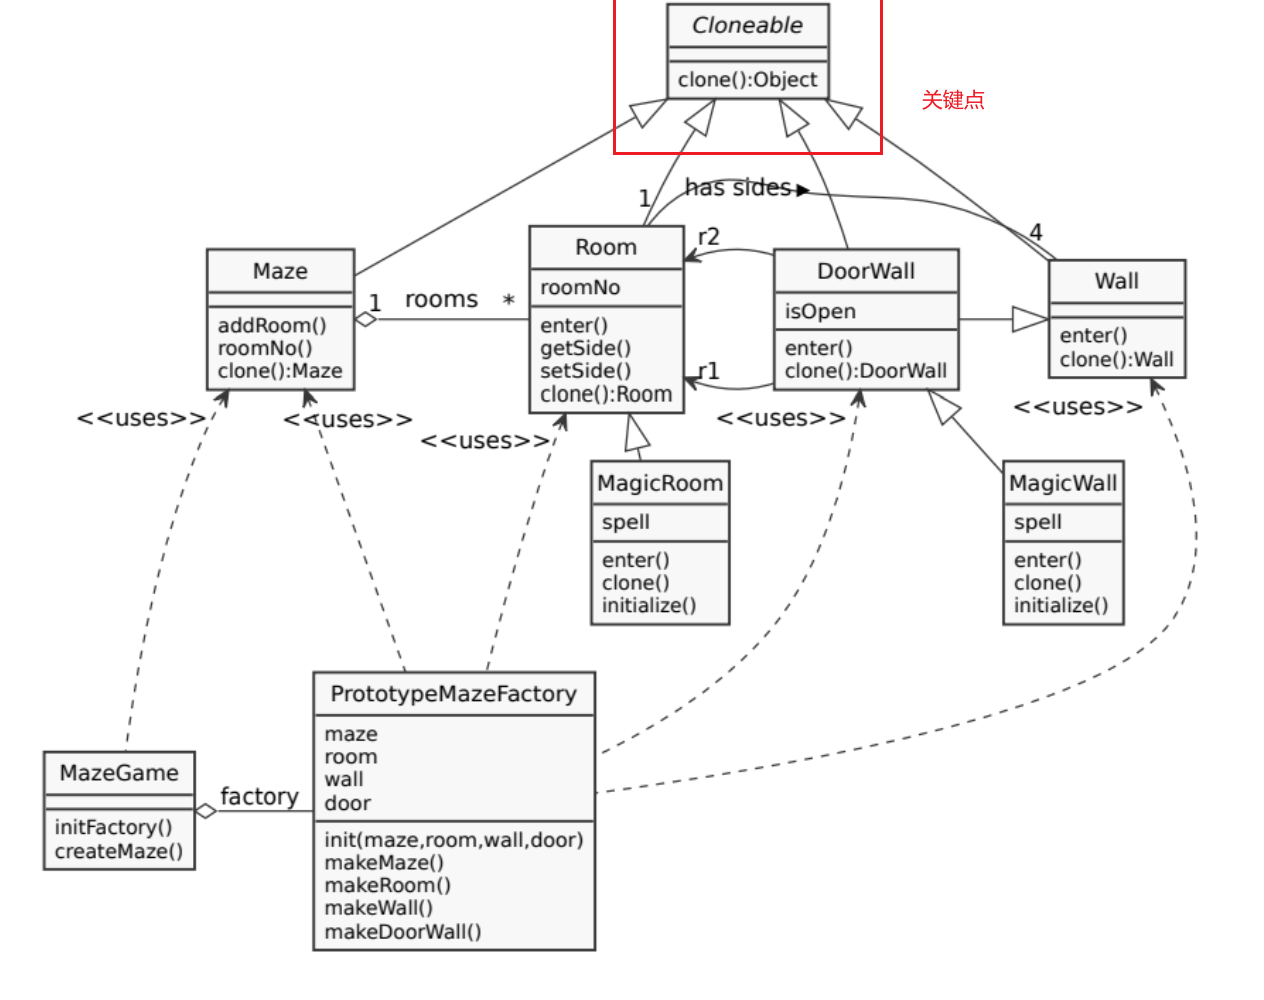 Cloneable
clone():Object
关键点
has sides ▶
1
4
Maze
addRoom()
roomNo()
clone():Maze
1
rooms
*
Room
roomNo
enter()
getSide()
setSide()
clone():Room
r2
r1
DoorWall
isOpen
enter()
clone():DoorWall
Wall
enter()
clone():Wall
<<uses>>
<<uses>>
<<uses>>
<<uses>>
<<uses>>
MagicRoom
spell
enter()
clone()
initialize()
MagicWall
spell
enter()
clone()
initialize()
PrototypeMazeFactory
maze
room
wall
door
init(maze,room,wall,door)
makeMaze()
makeRoom()
makeWall()
makeDoorWall()
MazeGame
initFactory()
createMaze()
factory